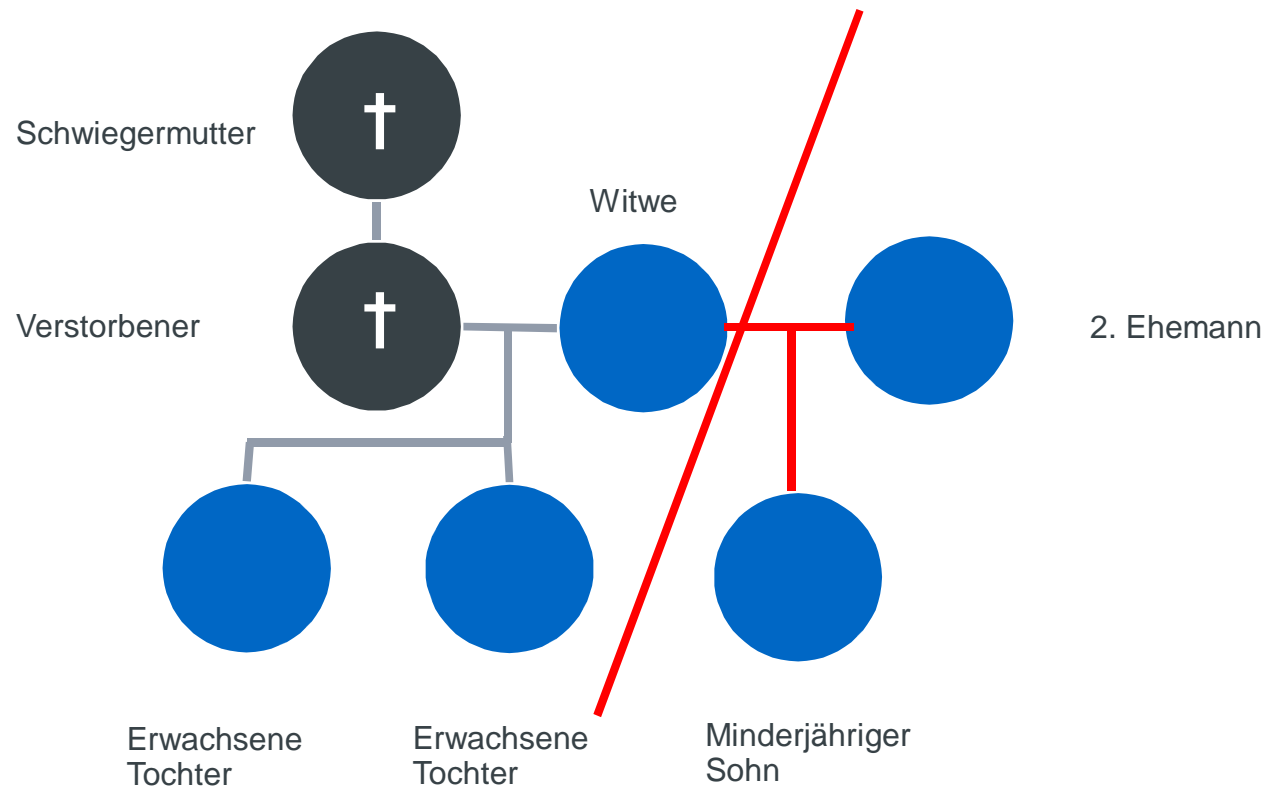 Schwiegermutter
Witwe
Verstorbener
2. Ehemann
Erwachsene
Tochter
Erwachsene
Tochter
Minderjähriger
Sohn